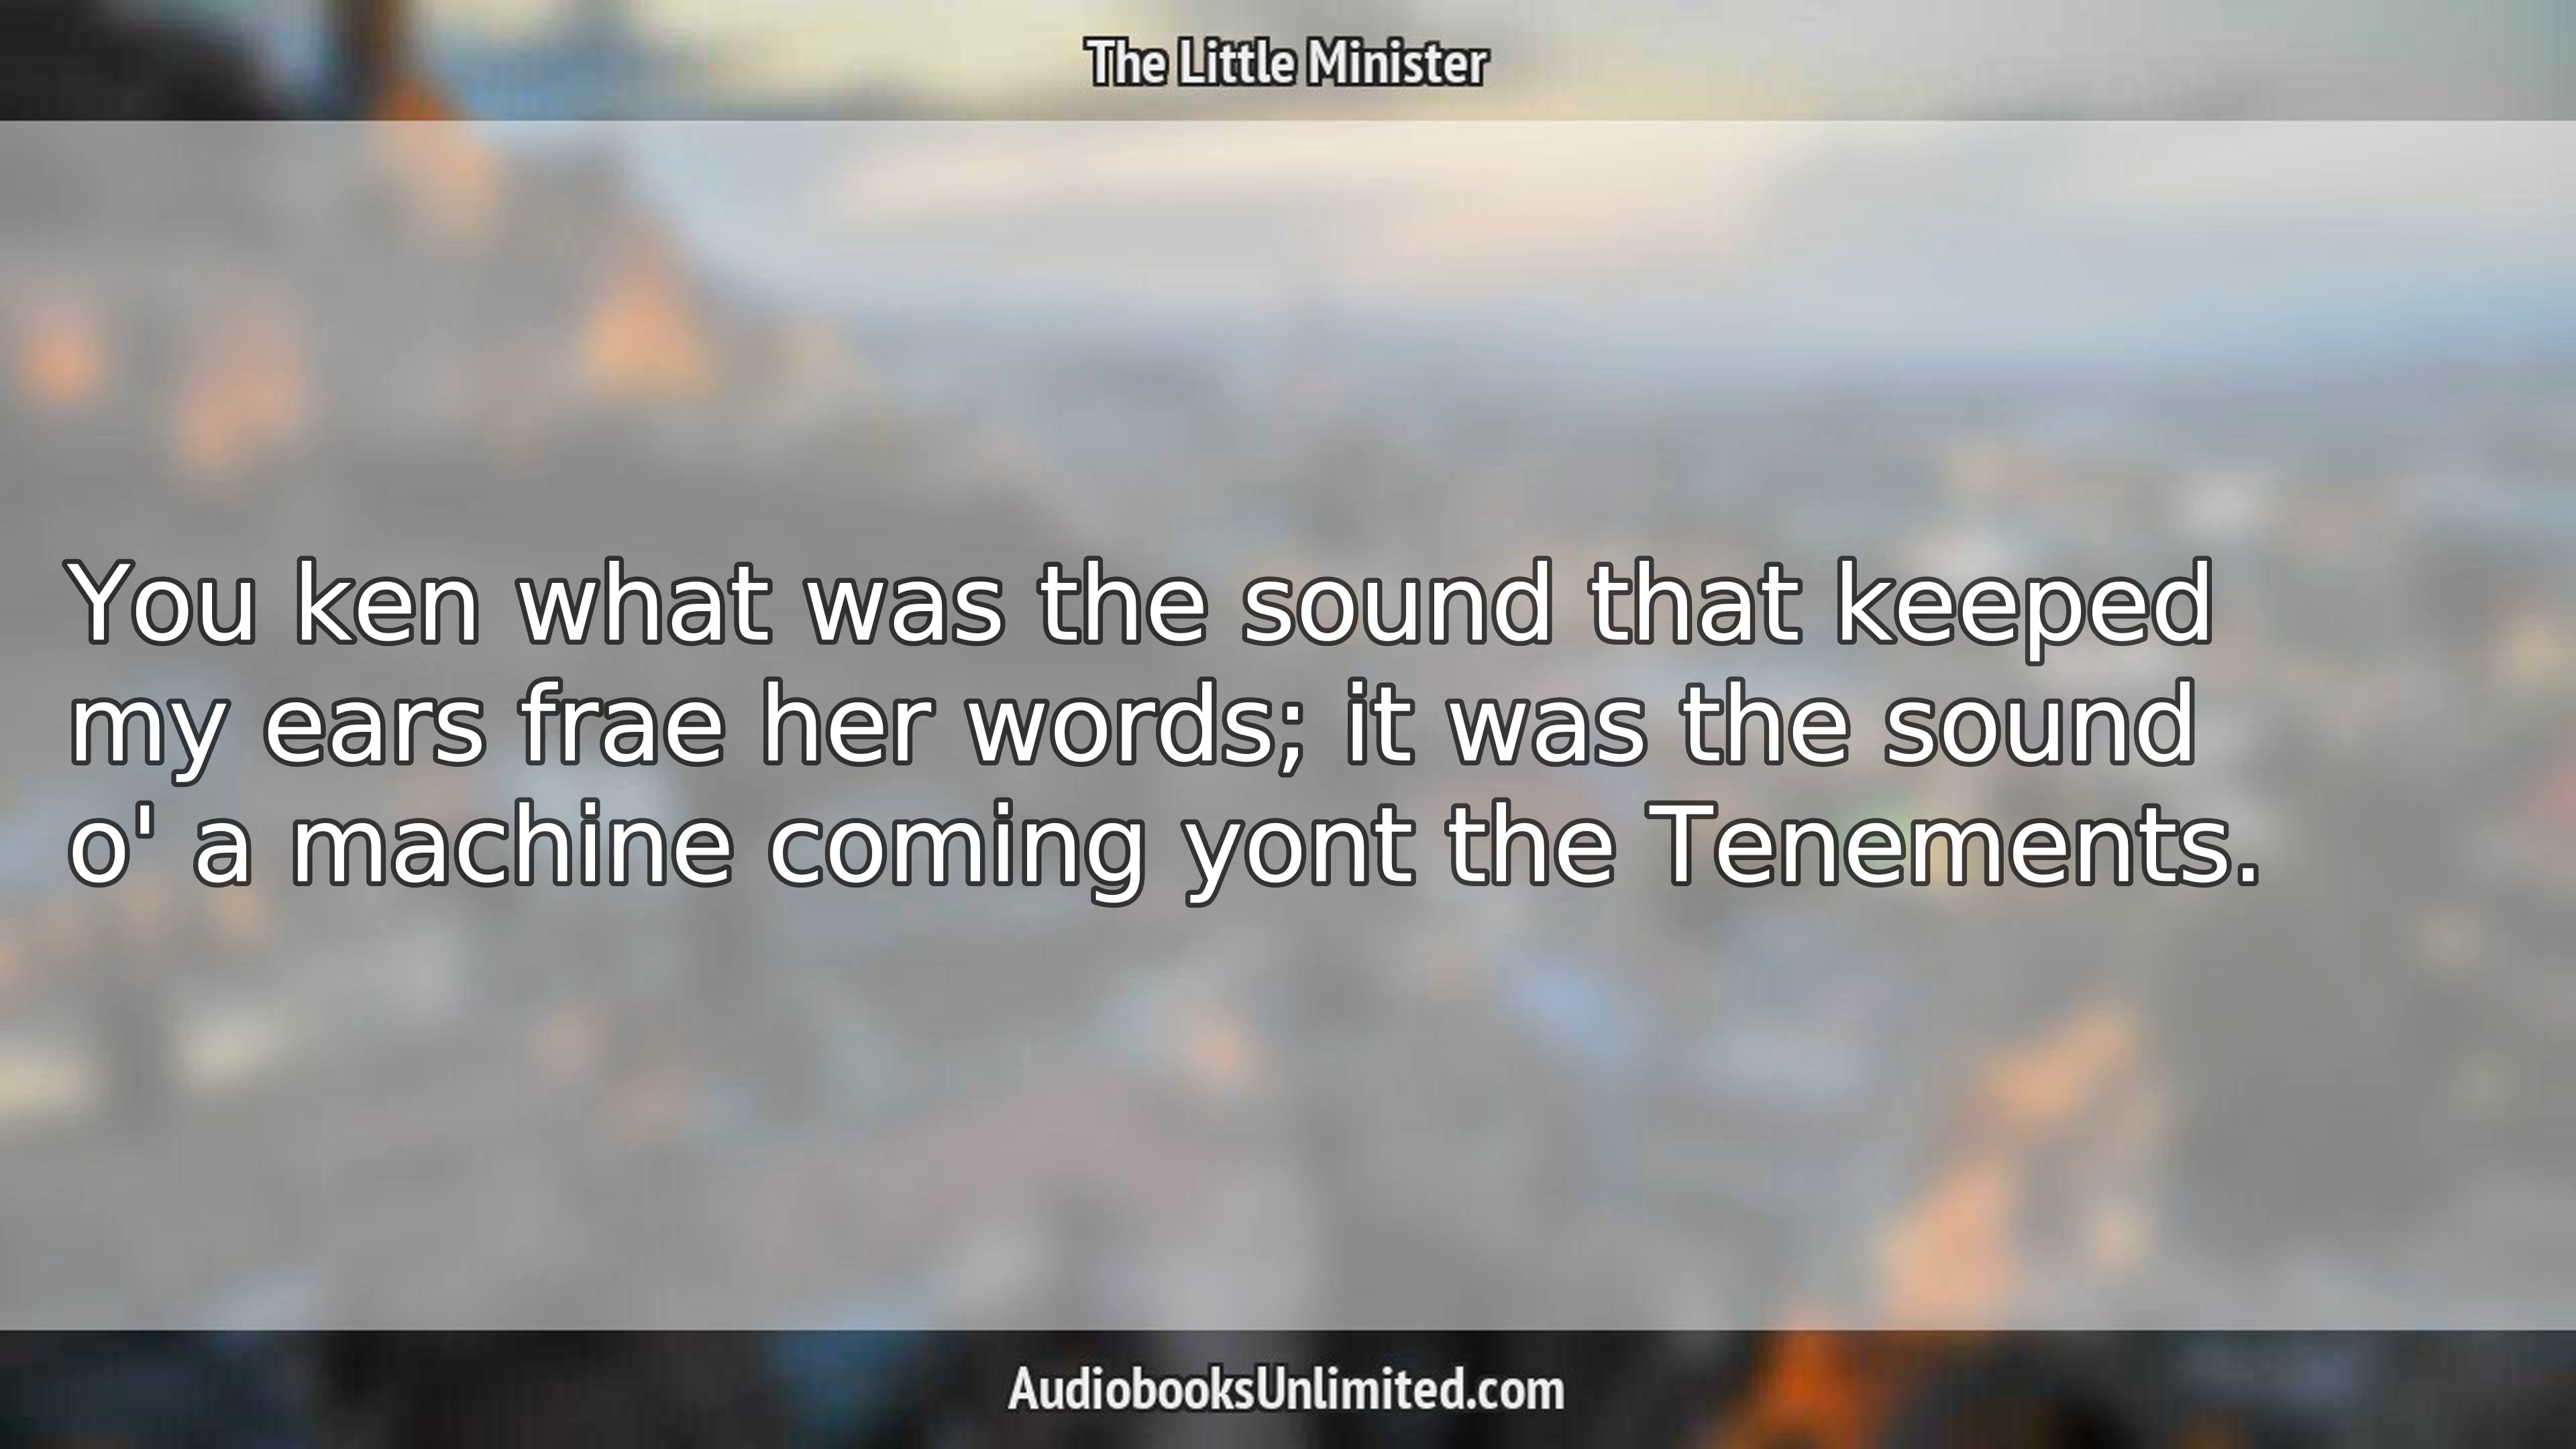 The Little Minister
You ken what was the sound that keeped
my ears frae her words; it was the sound
o' a machine coming yont the Tenements.
AudiobooksUnlimited.com